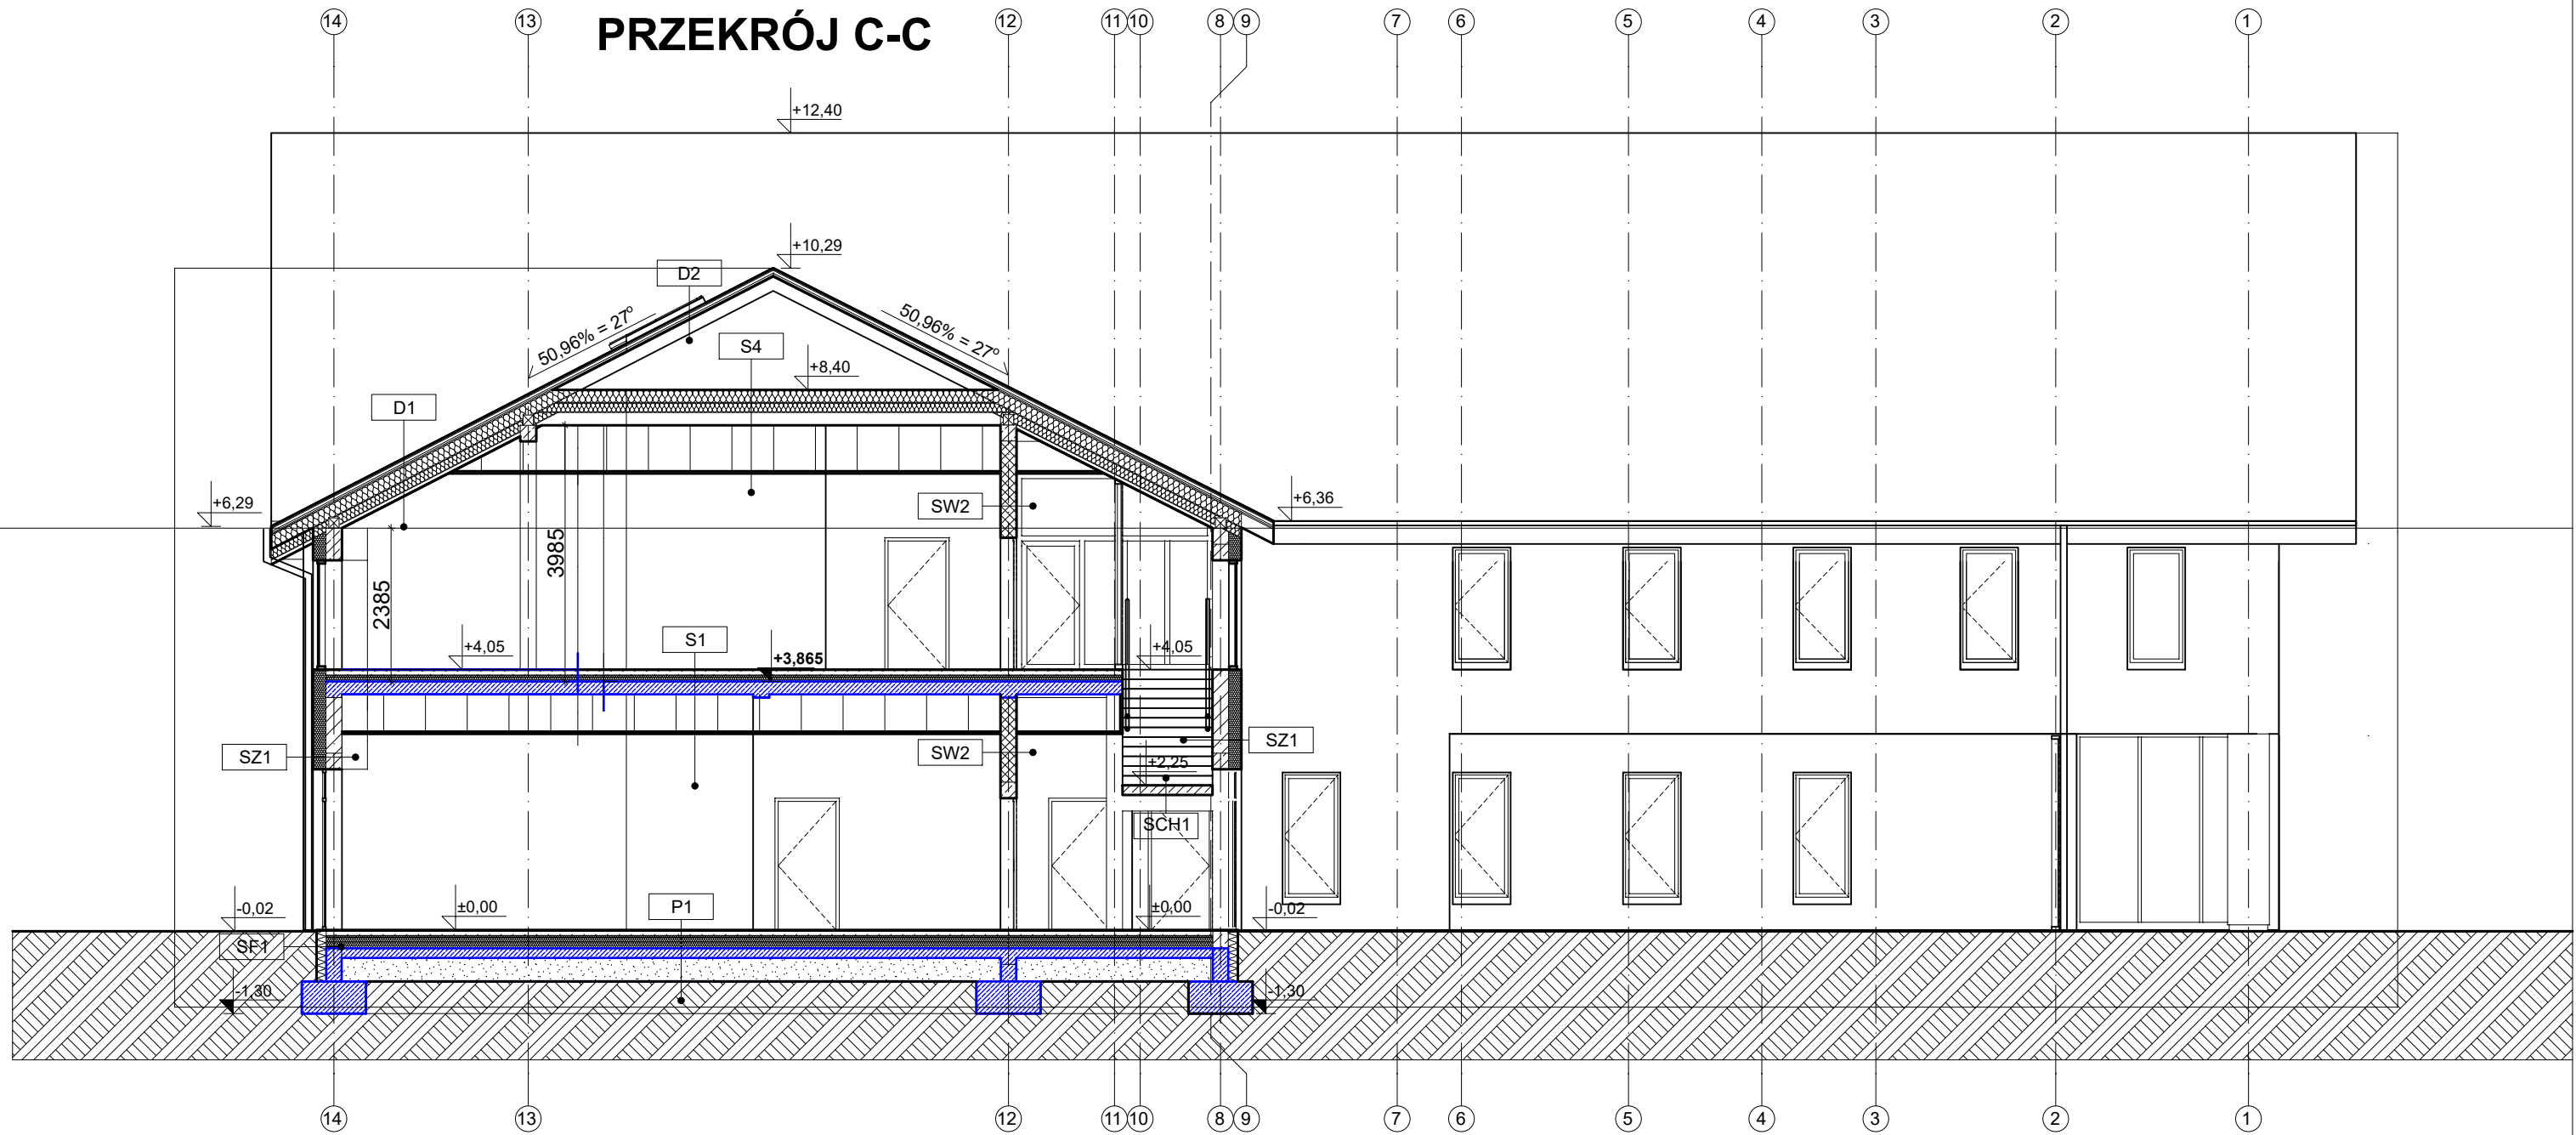 14 13 12 11 10 8 9 7 6 5 4 3 2 1
PRZEKRÓJ C-C
+12,40
+10,29
D2
50,96% = 27°
50,96% = 27°
S4
+8,40
D1
+6,29
SW2
+6,36
3985
2385
S1
+4,05
+3,865
+4,05
SZ1
SW2
SZ1
+2,25
SCH1
P1
-0,02
±0,00
±0,00
-0,02
SF1
-1,30
-1,30
14 13 12 11 10 8 9 7 6 5 4 3 2 1